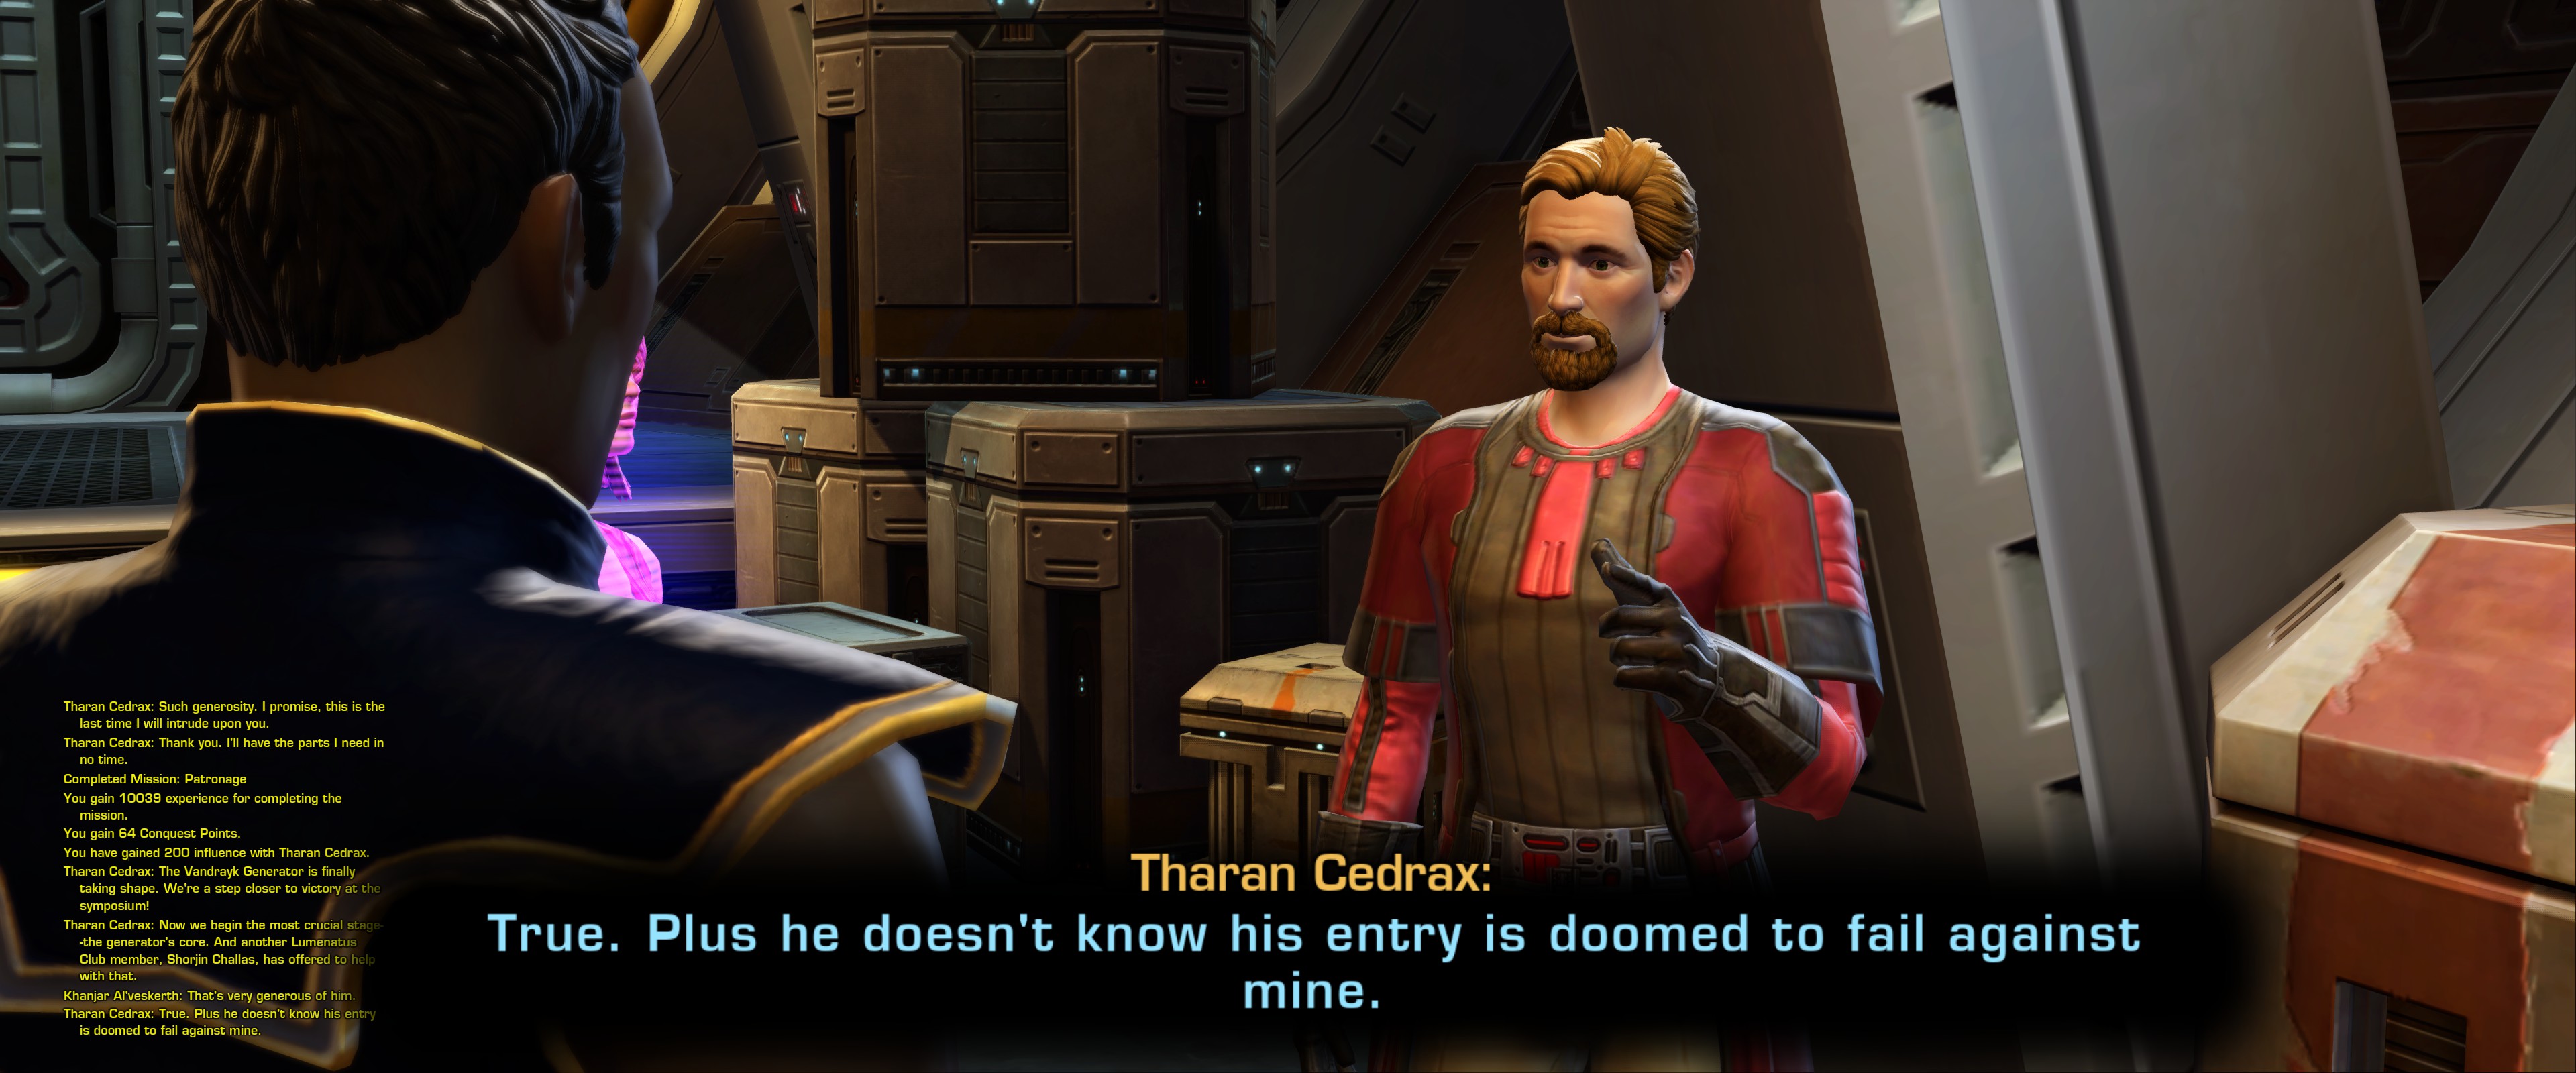 Tharan Cedrax: Such generosity. I promise, this is the
last time I will intrude upon you.
Tharan Cedrax: Thank you. I'll have the parts I need in
no time.
Completed Mission: Patronage
You gain 10039 experience for completing the
mission.
You gain 64 Conquest Points.
You have gained 200 influence with Tharan Cedrax.
Tharan Cedrax: The Vandrayk Generator is finally
taking shape. We're a step closer to victory at the
symposium!
Tharan Cedrax: Now we begin the most crucial stage-
-the generator's core. And another Lumenatus
Club member, Shorjin Challas, has offered to help
with that.
Khanjar Al'veskerth: That's very generous of him.
Tharan Cedrax: True. Plus he doesn't know his entry
is doomed to fail against mine.
Tharan Cedrax:
True. Plus he doesn't know his entry is doomed to fail against
mine.